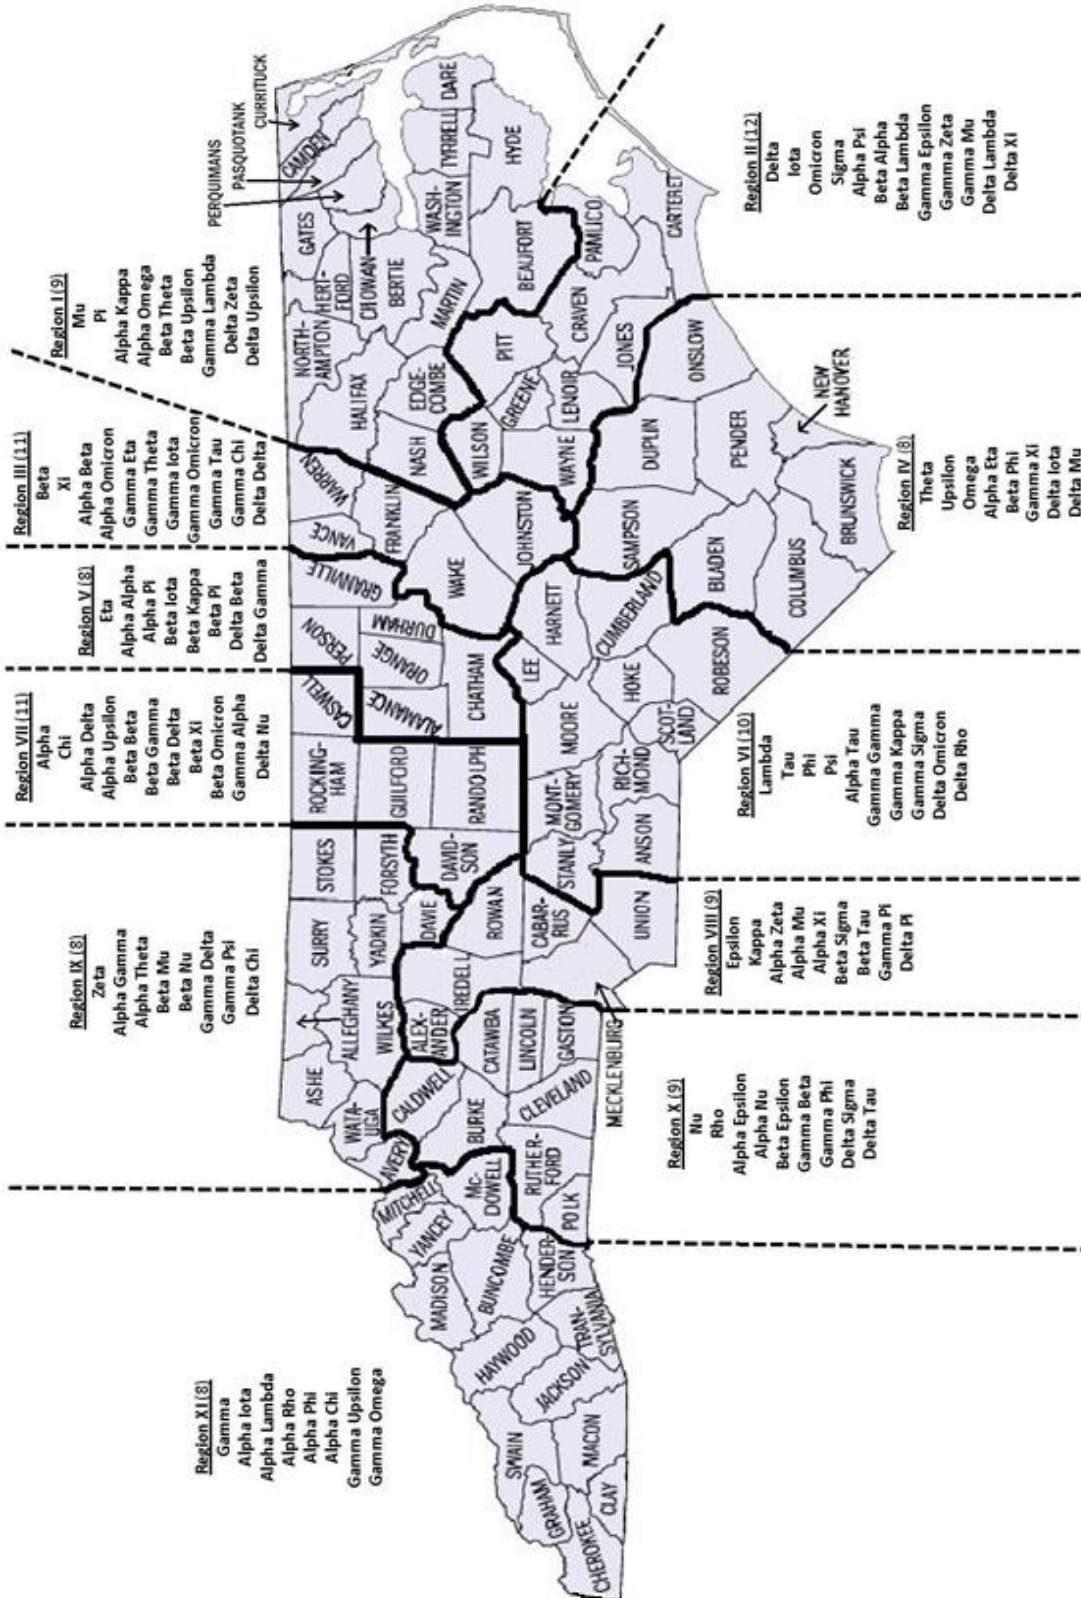 Region XI (8)
Gamma
Alpha Iota
Alpha Lambda
Alpha Rho
Alpha Phi
Alpha Chi
Gamma Upsilon
Gamma Omega
Region IX (8)
Zeta
Alpha Gamma
Alpha Theta
Beta Mu
Beta Nu
Gamma Delta
Gamma Psi
Delta Chi
Region VII (11)
Alpha
Chi
Alpha Delta
Alpha Upsilon
Beta Beta
Beta Gamma
Beta Delta
Beta Xi
Beta Omicron
Gamma Alpha
Delta Nu
Region V (8)
Eta
Alpha Alpha
Alpha Pi
Beta Iota
Beta Kappa
Beta Pi
Delta Beta
Delta Gamma
Region III (11)
Beta
Xi
Alpha Beta
Alpha Omicron
Gamma Eta
Gamma Theta
Gamma Iota
Gamma Omicron
Gamma Tau
Gamma Chi
Delta Delta
Region I (9)
Mu
Pi
Alpha Kappa
Alpha Omega
Beta Theta
Beta Upsilon
Gamma Lambda
Delta Zeta
Delta Upsilon
CHEROKEE
GRAHAM
CLAY
SWAIN
MACON
JACKSON
HAYWOOD
TRAN-
SYLVANIA
MADISON
BUNCOMBE
HENDER-
SON
YANCEY
MITCHELL
MC-
DOWELL
POLK
RUTHER-
FORD
AVERY
BURKE
CLEVELAND
WATA-
UGA
CALDWELL
ASHE
ALLEGHANY
WILKES
ALEX-
ANDER
CATAWBA
LINCOLN
GASTON
MECKLENBURG
IREDELL
SURRY
YADKIN
DAVIE
ROWAN
CABAR-
RUS
UNION
STOKES
FORSYTH
DAVID-
SON
STANLY
ANSON
ROCKING-
HAM
GUILFORD
RANDOLPH
MONT-
GOMERY
RICH-
MOND
CASWELL
ALAMANCE
CHATHAM
MOORE
SCOT-
LAND
HOKE
PERSON
ORANGE
DURHAM
LEE
HARNETT
CUMBERLAND
ROBESON
GRANVILLE
WAKE
VANCE
FRANKLIN
WARREN
JOHNSTON
SAMPSON
BLADEN
COLUMBUS
BRUNSWICK
NEW
HANOVER
PENDER
DUPLIN
ONSLOW
NASH
WILSON
WAYNE
HALIFAX
EDGE-
COMBE
GREENE
LENOIR
JONES
PITT
CRAVEN
PAMLICO
CARTERET
NORTH-
AMPTON
HERT-
FORD
BERTIE
MARTIN
BEAUFORT
GATES
CHOWAN
WASH-
INGTON
TYRRELL
HYDE
DARE
PERQUIMANS
PASQUOTANK
CAMDEN
CURRITUCK
Region X (9)
Nu
Rho
Alpha Epsilon
Alpha Nu
Beta Epsilon
Gamma Beta
Gamma Phi
Delta Sigma
Delta Tau
Region VIII (9)
Epsilon
Kappa
Alpha Zeta
Alpha Mu
Alpha Xi
Beta Sigma
Beta Tau
Gamma Pi
Delta Pi
Region VI (10)
Lambda
Tau
Phi
Psi
Alpha Tau
Gamma Gamma
Gamma Kappa
Gamma Sigma
Delta Omicron
Delta Rho
Region IV (8)
Theta
Upsilon
Omega
Alpha Eta
Beta Phi
Gamma Xi
Delta Iota
Delta Mu
Region II (12)
Delta
Iota
Omicron
Sigma
Alpha Psi
Beta Alpha
Beta Lambda
Gamma Epsilon
Gamma Zeta
Gamma Mu
Delta Lambda
Delta Xi